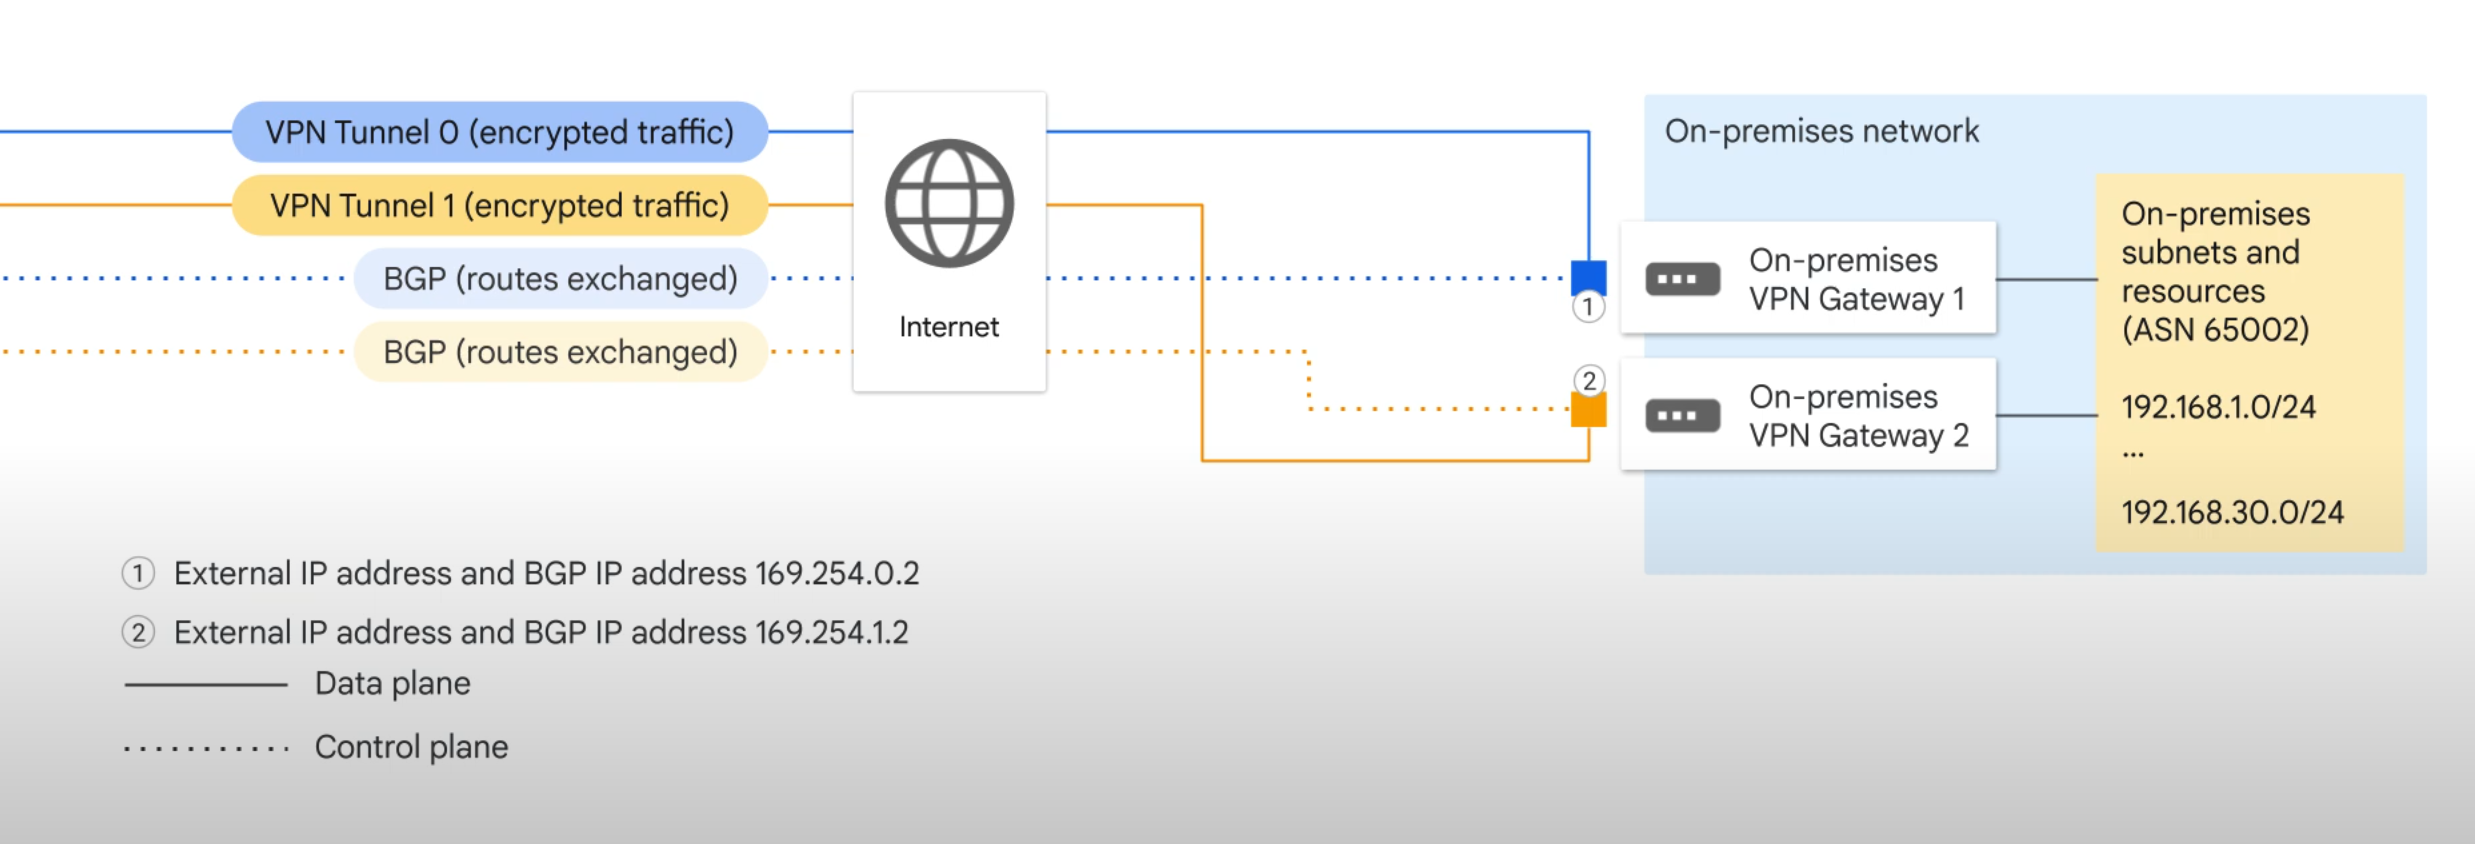 VPN Tunnel 0 (encrypted traffic)
VPN Tunnel 1 (encrypted traffic)
BGP (routes exchanged)
BGP (routes exchanged)
Internet
On-premises network
1
On-premises
VPN Gateway 1
2
On-premises
VPN Gateway 2
On-premises
subnets and
resources
(ASN 65002)
192.168.1.0/24
...
192.168.30.0/24
1 External IP address and BGP IP address 169.254.0.2
2 External IP address and BGP IP address 169.254.1.2
Data plane
Control plane